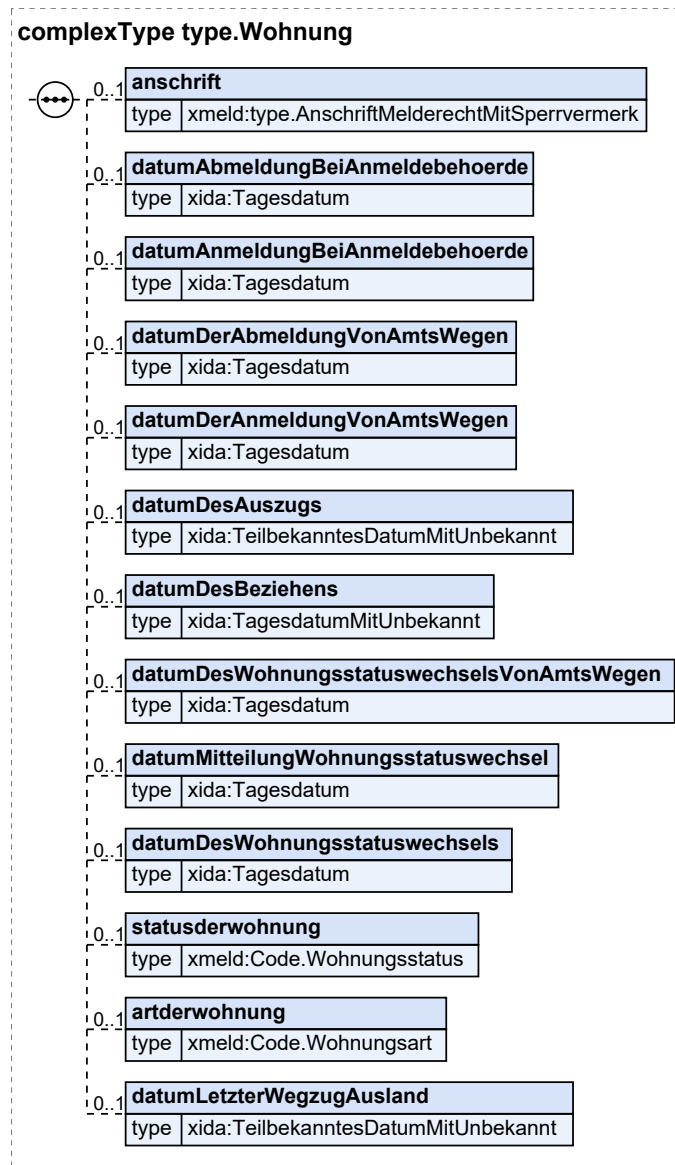 complexType type.Wohnung
0..1 anschrift
type xmeld:type.AnschriftMelderechtMitSperrvermerk
0..1 datumAbmeldungBeiAnmeldebehoerde
type xida:Tagesdatum
0..1 datumAnmeldungBeiAnmeldebehoerde
type xida:Tagesdatum
0..1 datumDerAbmeldungVonAmtsWegen
type xida:Tagesdatum
0..1 datumDerAnmeldungVonAmtsWegen
type xida:Tagesdatum
0..1 datumDesAuszugs
type xida:TeilbekanntesDatumMitUnbekannt
0..1 datumDesBeziehens
type xida:TagesdatumMitUnbekannt
0..1 datumDesWohnungsstatuswechselsVonAmtsWegen
type xida:Tagesdatum
0..1 datumMitteilungWohnungsstatuswechsel
type xida:Tagesdatum
0..1 datumDesWohnungsstatuswechsels
type xida:Tagesdatum
0..1 statusderwohnung
type xmeld:Code.Wohnungsstatus
0..1 artderwohnung
type xmeld:Code.Wohnungsart
0..1 datumLetzterWegzugAusland
type xida:TeilbekanntesDatumMitUnbekannt